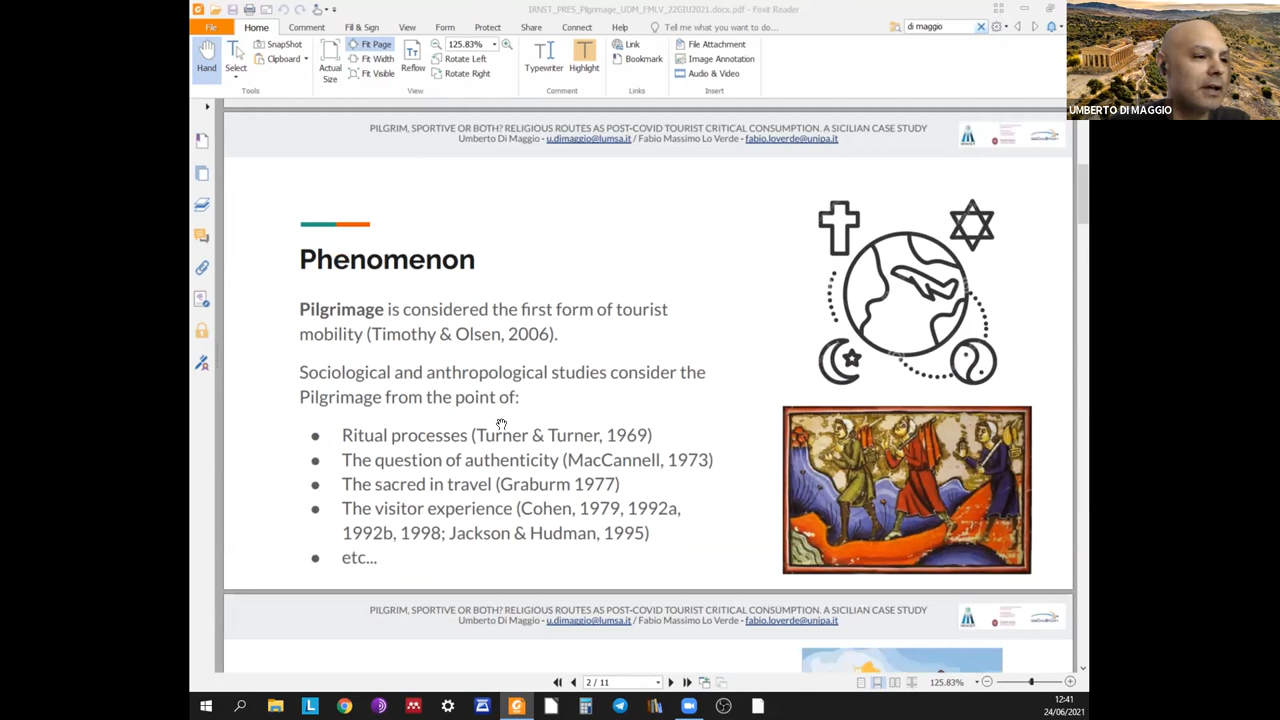 IRNST_PRES_Pilgrimage_UDM_FMLV_22GIU2021.docx.pdf - Foxit Reader
File
Home
Comment
Fill & Sign
View
Form
Protect
Share
Connect
Help
Tell me what you want to do...
di maggio
Hand
Select
SnapShot
Clipboard
Tools
Actual
Size
Fit Page
Fit Width
Fit Visible
Reflow
125.83%
Rotate Left
Rotate Right
View
Typewriter
Highlight
Comment
Link
Bookmark
Links
File Attachment
Image Annotation
Audio & Video
Insert
UMBERTO DI MAGGIO
PILGRIM, SPORTIVE OR BOTH? RELIGIOUS ROUTES AS POST-COVID TOURIST CRITICAL CONSUMPTION. A SICILIAN CASE STUDY
Umberto Di Maggio - u.dimaggio@lumsa.it / Fabio Massimo Lo Verde - fabio.loverde@unipa.it
Phenomenon
Pilgrimage is considered the first form of tourist
mobility (Timothy & Olsen, 2006).
Sociological and anthropological studies consider the
Pilgrimage from the point of:
● Ritual processes (Turner & Turner, 1969)
● The question of authenticity (MacCannell, 1973)
● The sacred in travel (Graburm 1977)
● The visitor experience (Cohen, 1979, 1992a,
1992b, 1998; Jackson & Hudman, 1995)
● etc...
PILGRIM, SPORTIVE OR BOTH? RELIGIOUS ROUTES AS POST-COVID TOURIST CRITICAL CONSUMPTION. A SICILIAN CASE STUDY
Umberto Di Maggio - u.dimaggio@lumsa.it / Fabio Massimo Lo Verde - fabio.loverde@unipa.it
2 / 11
125.83%
12:41
24/06/2021